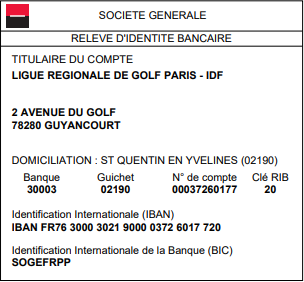 SOCIETE GENERALE
RELEVE D'IDENTITE BANCAIRE
TITULAIRE DU COMPTE
LIGUE REGIONALE DE GOLF PARIS - IDF
2 AVENUE DU GOLF
78280 GUYANCOURT
DOMICILIATION : ST QUENTIN EN YVELINES (02190)
Banque Guichet N° de compte Clé RIB
30003 02190 00037260177 20
Identification Internationale (IBAN)
IBAN FR76 3000 3021 9000 0372 6017 720
Identification Internationale de la Banque (BIC)
SOGEFRPP